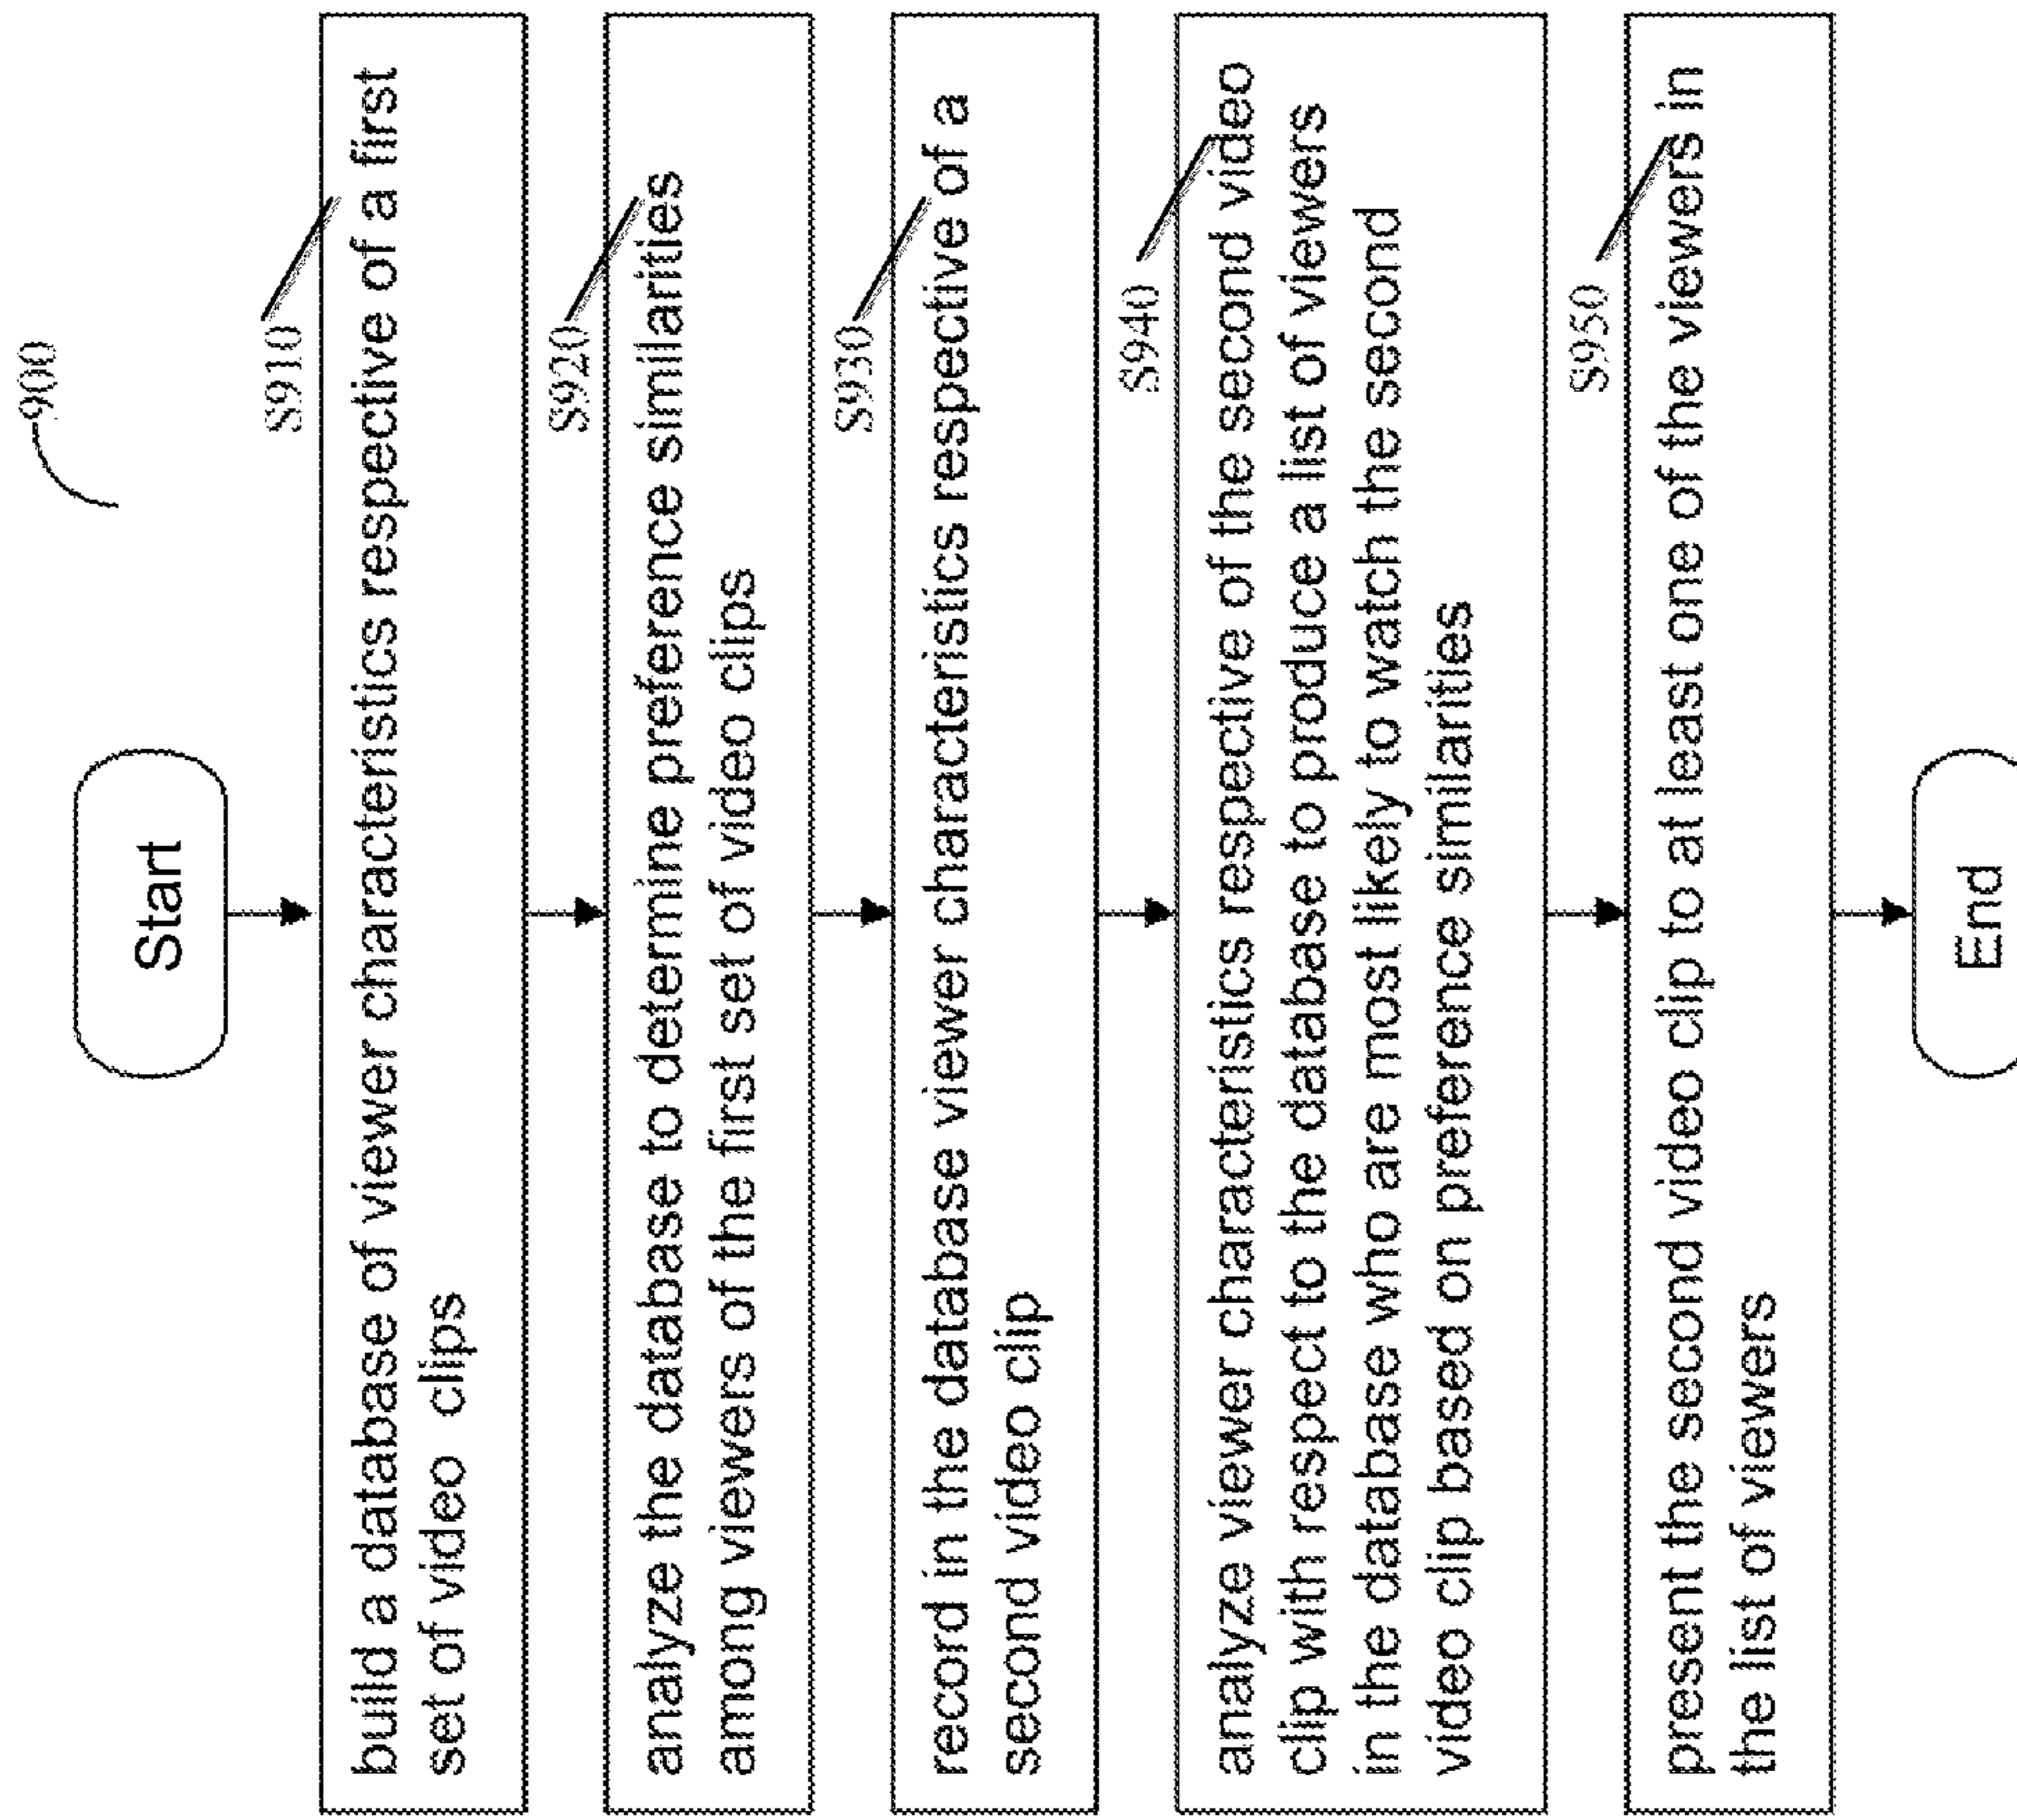 900
Start
S910
build a database of viewer characteristics respective of a first
set of video clips
S920
analyze the database to determine preference similarities
among viewers of the first set of video clips
S930
record in the database viewer characteristics respective of a
second video clip
S940
analyze viewer characteristics respective of the second video
clip with respect to the database to produce a list of viewers
in the database who are most likely to watch the second
video clip based on preference similarities
S950
present the second video clip to at least one of the viewers in
the list of viewers
End